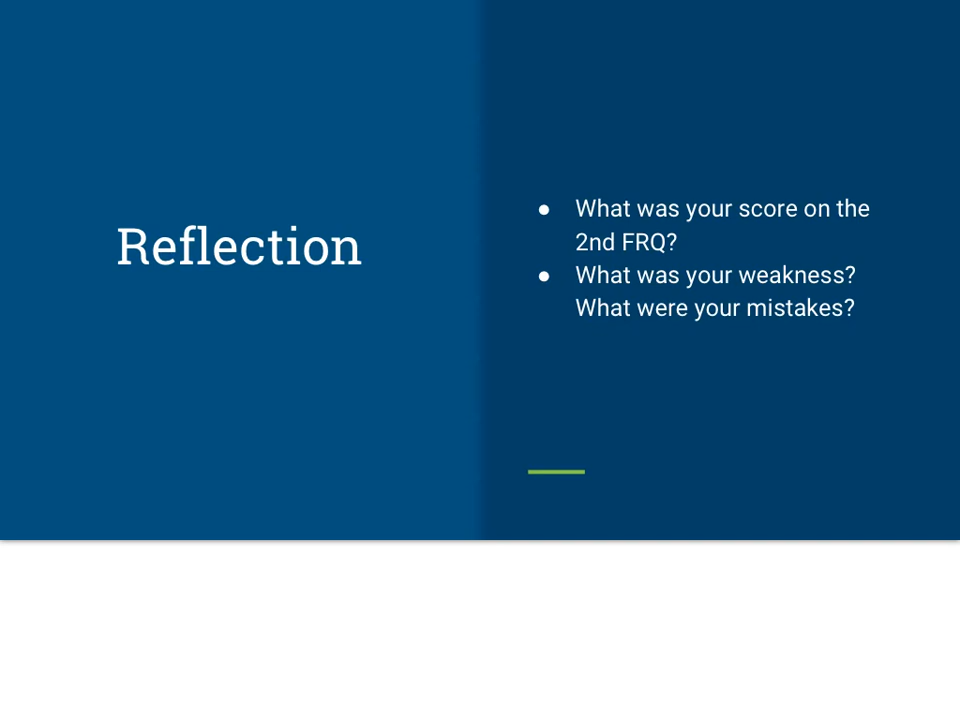 Reflection
● What was your score on the
2nd FRQ?
● What was your weakness?
What were your mistakes?